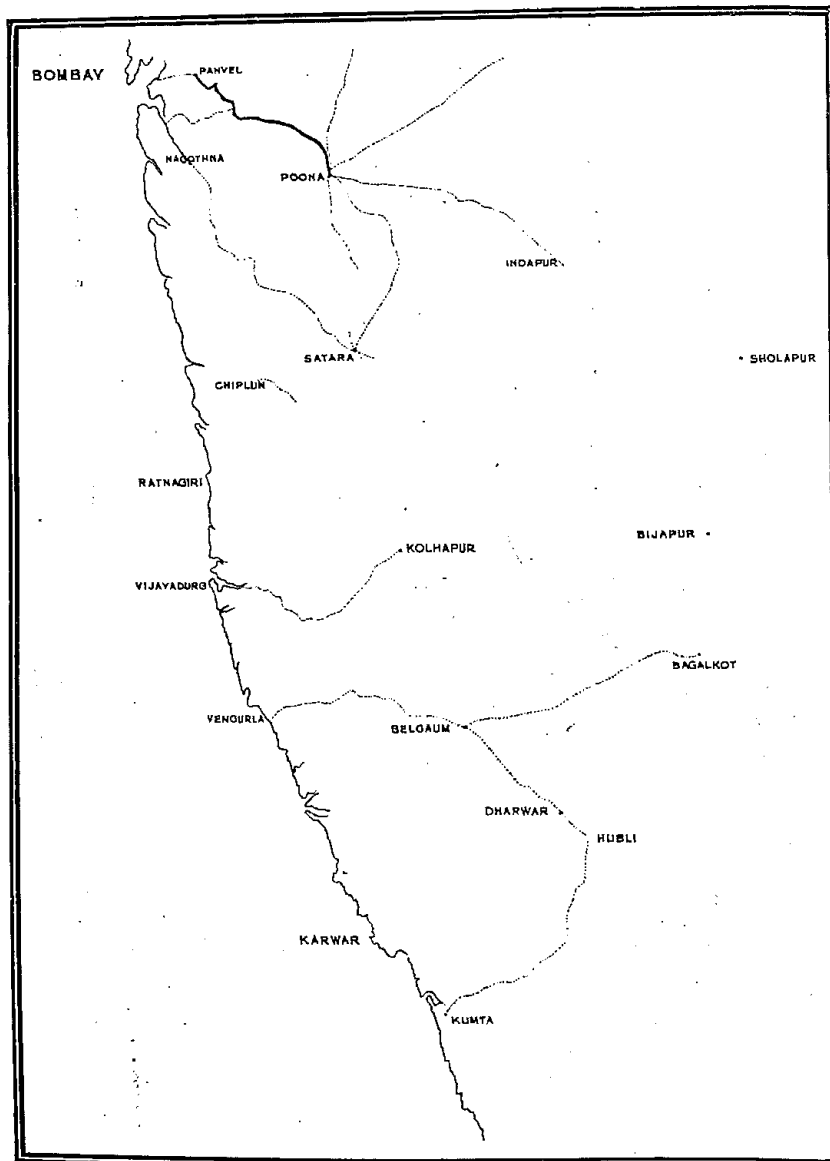 BOMBAY
PANVEL
NAGOTHNA
POONA
INDAPUR
SATARA
SHOLAPUR
CHIPLUN
RATNAGIRI
KOLHAPUR
BIJAPUR
VIJAYADURG
BAGALKOT
VENGURLA
BELGAUM
DHARWAR
HUBLI
KARWAR
KUMTA